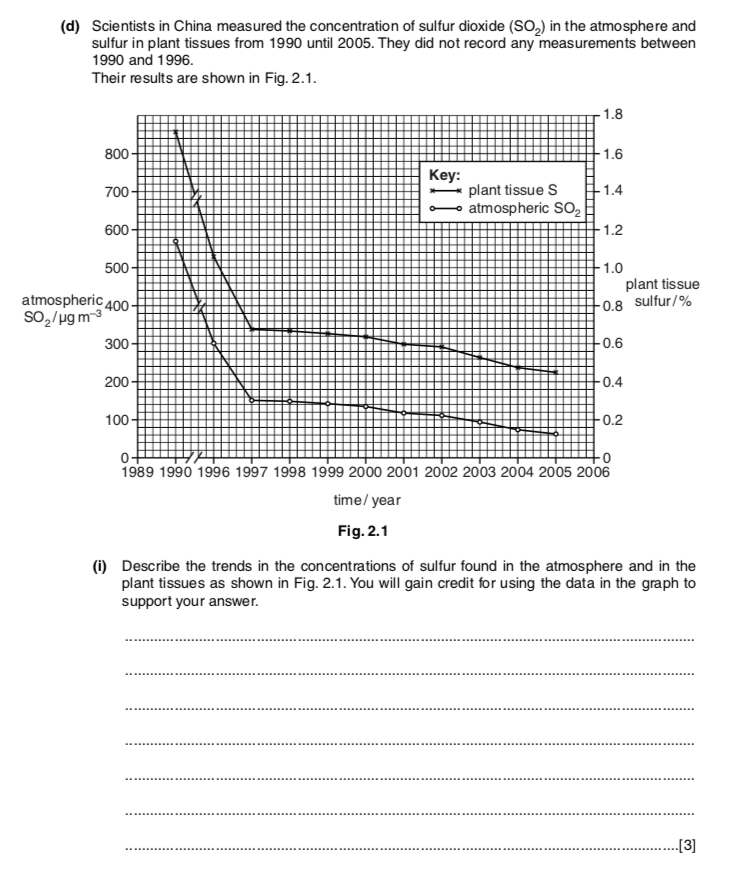 (d) Scientists in China measured the concentration of sulfur dioxide (SO₂) in the atmosphere and
sulfur in plant tissues from 1990 until 2005. They did not record any measurements between
1990 and 1996.
Their results are shown in Fig. 2.1.
1.8
800
1.6
Key:
plant tissue S
atmospheric SO₂
700
1.4
600
1.2
500
1.0
atmospheric
SO₂/µg m⁻³
400
0.8
plant tissue
sulfur/%
300
0.6
200
0.4
100
0.2
0
0
1989 1990 1996 1997 1998 1999 2000 2001 2002 2003 2004 2005 2006
time/year
Fig. 2.1
(i) Describe the trends in the concentrations of sulfur found in the atmosphere and in the
plant tissues as shown in Fig. 2.1. You will gain credit for using the data in the graph to
support your answer.
[3]